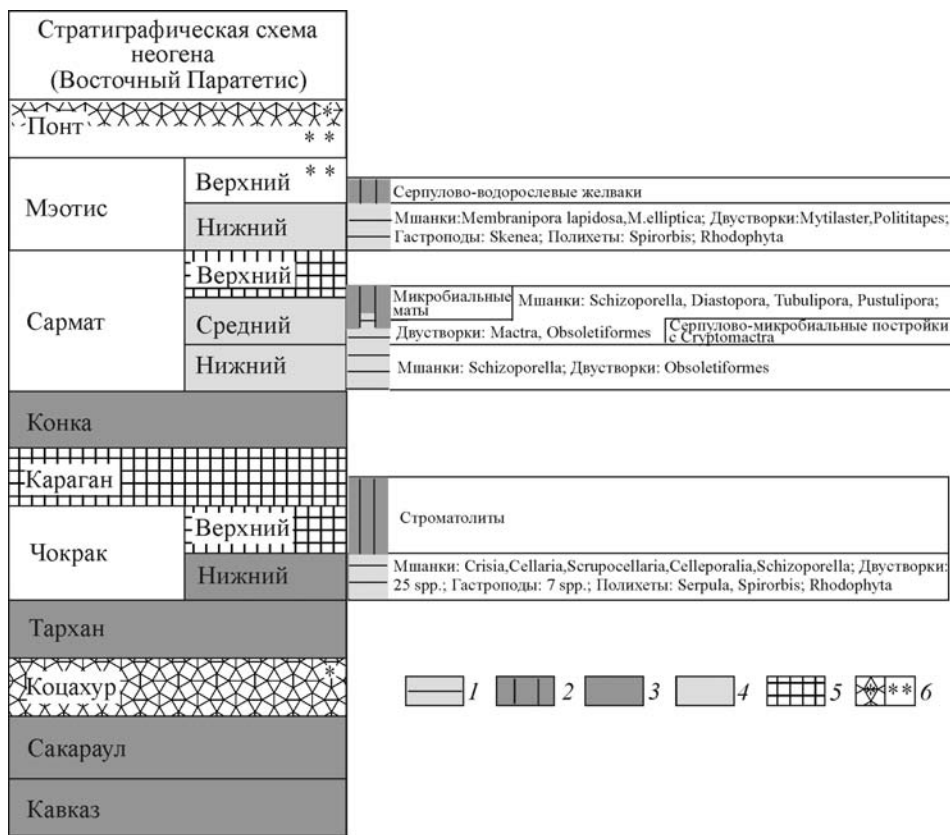 Стратиграфическая схема
неогена
(Восточный Паратетис)
*
Понт
* *
Мэотис
Верхний * *
Серпулово-водорослевые желваки
Нижний
Мшанки:Membranipora lapidosa,M.elliptica; Двустворки:Mytilaster,Polititapes;
Гастроподы: Skenea; Полихеты: Spirorbis; Rhodophyta
Сармат
Верхний
Средний
Микробиальные
маты
Мшанки: Schizoporella, Diastopora, Tubulipora, Pustulipora;
Двустворки: Mactra, Obsoletiformes
Серпулово-микробиальные постройки
с Cryptomactra
Нижний
Мшанки: Schizoporella; Двустворки: Obsoletiformes
Конка
Караган
Чокрак
Верхний
Строматолиты
Нижний
Мшанки: Crisia,Cellaria,Scrupocellaria,Celleporalia,Schizoporella; Двустворки:
25 spp.; Гастроподы: 7 spp.; Полихеты: Serpula, Spirorbis; Rhodophyta
Тархан
Коцахур *
Сакараул
Кавказ
1 2 3 4 5 * * 6